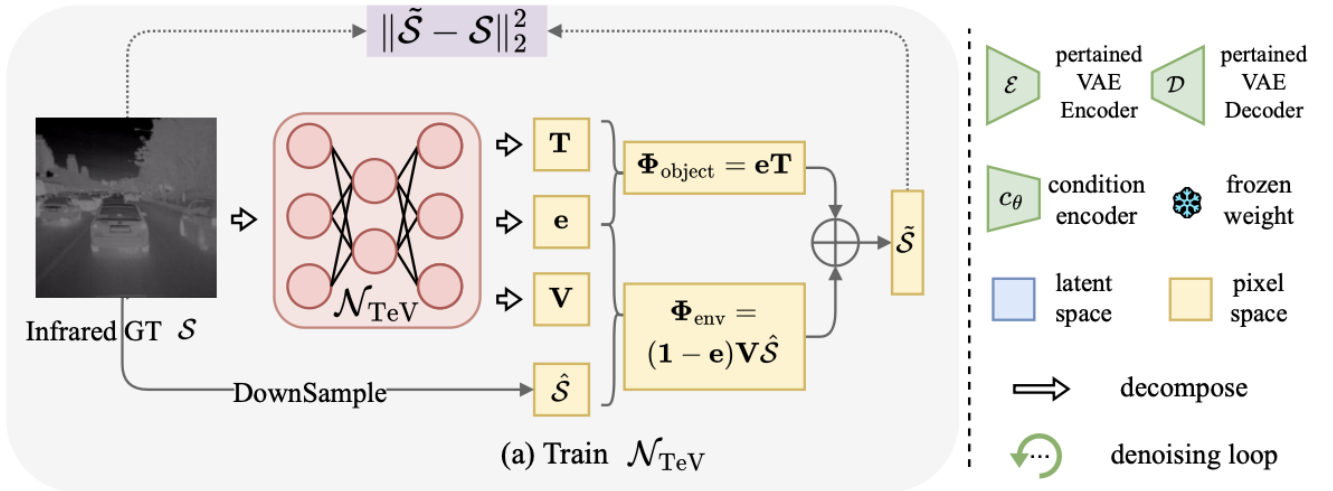 ‖S̃ − S‖₂²
T
e
V
Ŝ
N_TeV
Infrared GT S
DownSample
Φ_object = eT
Φ_env =
(1 − e)VŜ
S̃
(a) Train N_TeV
ℰ
pertained
VAE
Encoder
𝒟
pertained
VAE
Decoder
c_θ
condition
encoder
frozen
weight
latent
space
pixel
space
decompose
...
denoising loop